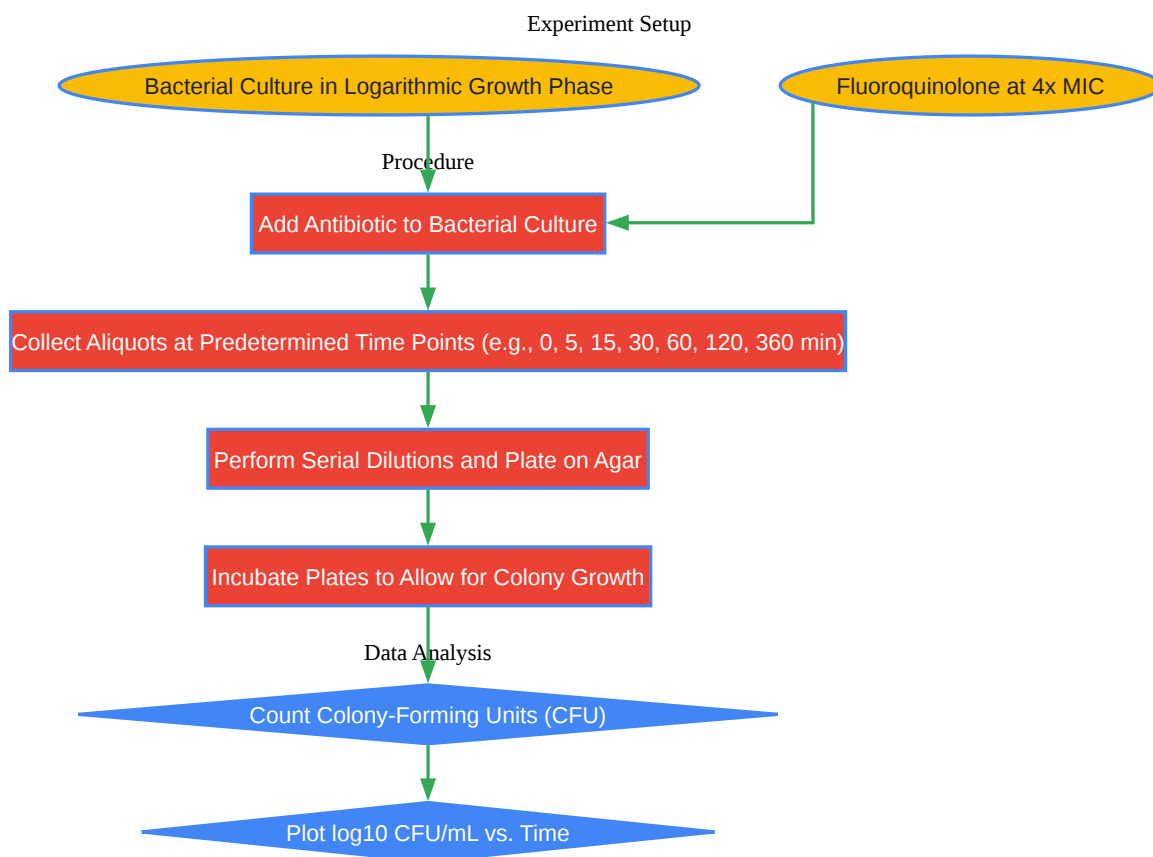 Experiment Setup
Bacterial Culture in Logarithmic Growth Phase
Fluoroquinolone at 4x MIC
Procedure
Add Antibiotic to Bacterial Culture
Collect Aliquots at Predetermined Time Points (e.g., 0, 5, 15, 30, 60, 120, 360 min)
Perform Serial Dilutions and Plate on Agar
Incubate Plates to Allow for Colony Growth
Data Analysis
Count Colony-Forming Units (CFU)
Plot log10 CFU/mL vs. Time